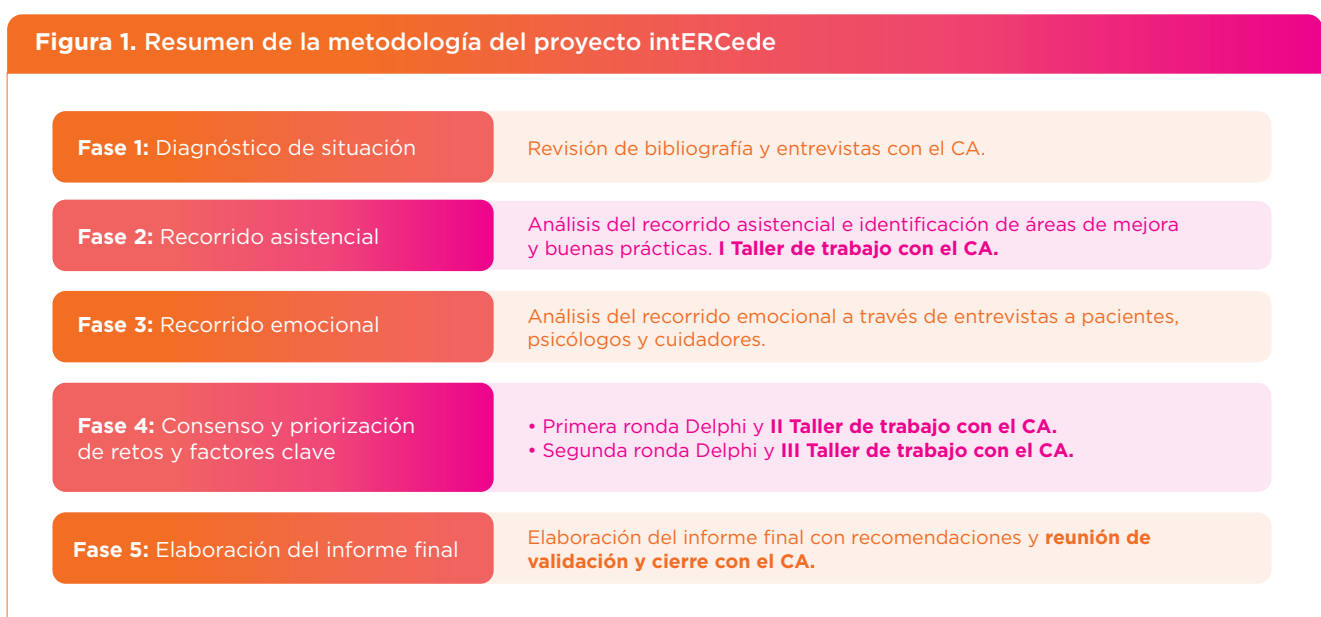 Figura 1. Resumen de la metodología del proyecto intERCede
Fase 1: Diagnóstico de situación
Revisión de bibliografía y entrevistas con el CA.
Fase 2: Recorrido asistencial
Análisis del recorrido asistencial e identificación de áreas de mejora
y buenas prácticas. I Taller de trabajo con el CA.
Fase 3: Recorrido emocional
Análisis del recorrido emocional a través de entrevistas a pacientes,
psicólogos y cuidadores.
Fase 4: Consenso y priorización
de retos y factores clave
• Primera ronda Delphi y II Taller de trabajo con el CA.
• Segunda ronda Delphi y III Taller de trabajo con el CA.
Fase 5: Elaboración del informe final
Elaboración del informe final con recomendaciones y reunión de
validación y cierre con el CA.